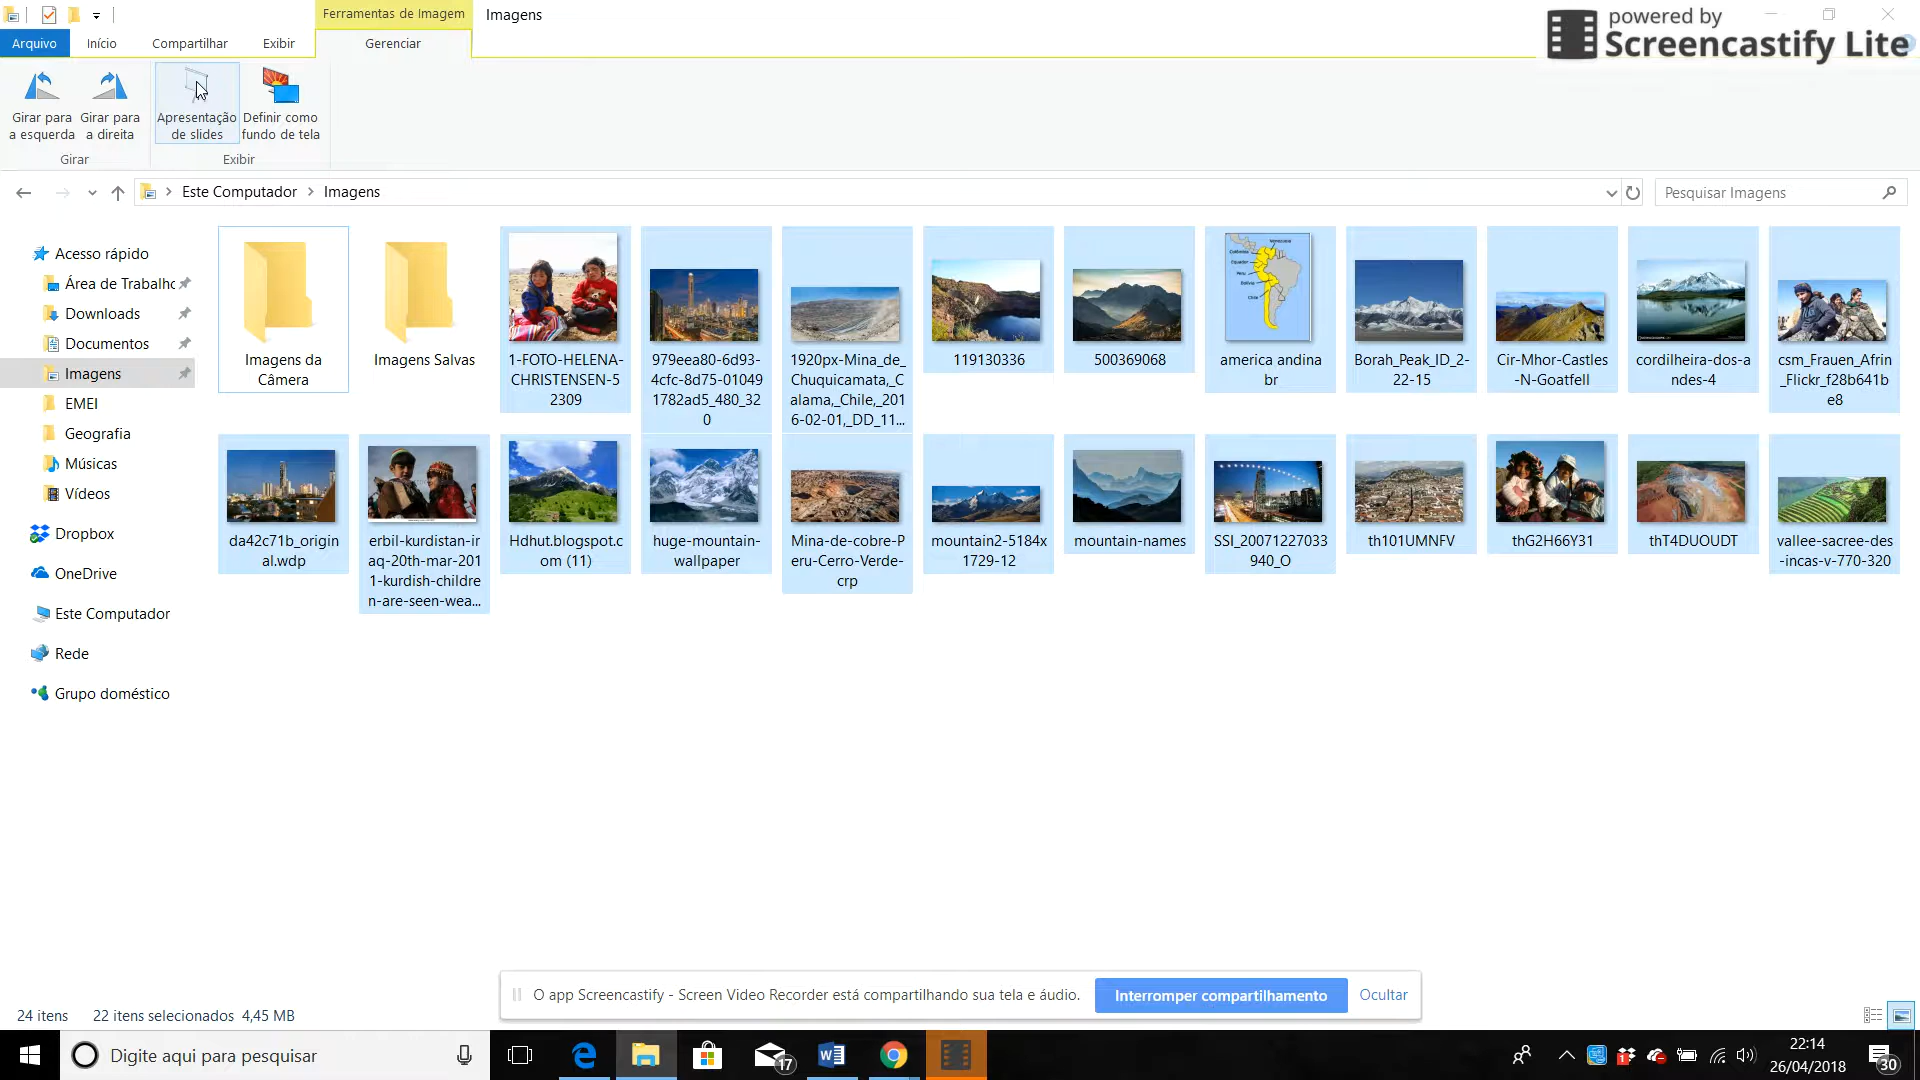 Ferramentas de Imagem
Imagens
powered by
Screencastify Lite
Arquivo
Início
Compartilhar
Exibir
Gerenciar
Girar para
a esquerda
Girar para
a direita
Apresentação
de slides
Definir como
fundo de tela
Girar
Exibir
Este Computador
Imagens
Pesquisar Imagens
Acesso rápido
Área de Trabalho
Downloads
Documentos
Imagens
EMEI
Geografia
Músicas
Vídeos
Dropbox
OneDrive
Este Computador
Rede
Grupo doméstico
Imagens da
Câmera
Imagens Salvas
1-FOTO-HELENA-
CHRISTENSEN-5
2309
979eea80-6d93-
4cfc-8d75-01049
1782ad5_480_32
0
1920px-Mina_de_
Chuquicamata,_C
alama,_Chile,_201
6-02-01,_DD_11...
119130336
500369068
Venezuela
Colômbia
Equador
Peru
Bolívia
Chile
america andina
br
Borah_Peak_ID_2-
22-15
Cir-Mhor-Castles
-N-Goatfell
cordilheira-dos-a
ndes-4
csm_Frauen_Afrin
_Flickr_f28b641b
e8
da42c71b_origin
al.wdp
erbil-kurdistan-ir
aq-20th-mar-201
1-kurdish-childre
n-are-seen-wea...
Hdhut.blogspot.c
om (11)
huge-mountain-
wallpaper
Mina-de-cobre-P
eru-Cerro-Verde-
crp
mountain2-5184x
1729-12
mountain-names
SSI_20071227033
940_O
th101UMNFV
thG2H66Y31
thT4DUOUDT
vallee-sacree-des
-incas-v-770-320
O app Screencastify - Screen Video Recorder está compartilhando sua tela e áudio.
Interromper compartilhamento
Ocultar
24 itens
22 itens selecionados 4,45 MB
Digite aqui para pesquisar
17
1
22:14
26/04/2018
30